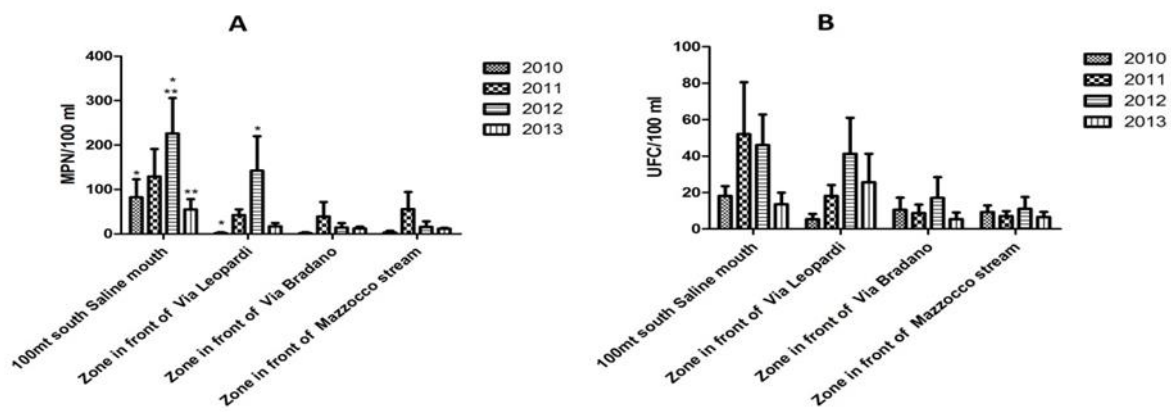 A
400
300
200
100
0
MPN/100 ml
*
*
**
**
*
*
2010
2011
2012
2013
100mt south Saline mouth
Zone in front of Via Leopardi
Zone in front of Via Bradano
Zone in front of Mazzocco stream
B
100
80
60
40
20
0
UFC/100 ml
2010
2011
2012
2013
100mt south Saline mouth
Zone in front of Via Leopardi
Zone in front of Via Bradano
Zone in front of Mazzocco stream